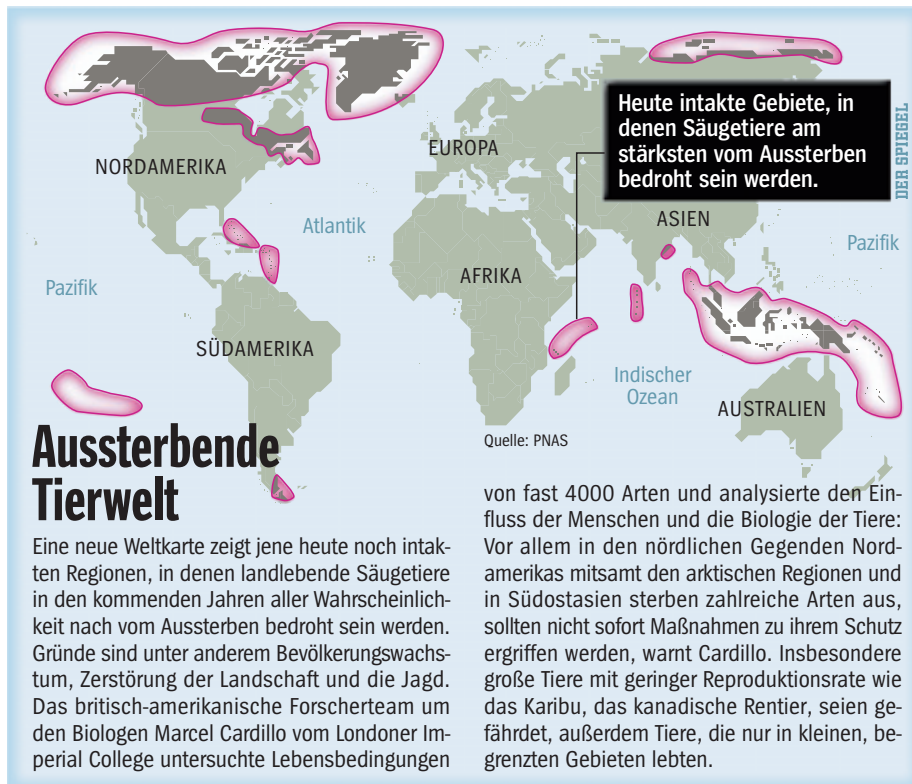 Heute intakte Gebiete, in
denen Säugetiere am
stärksten vom Aussterben
bedroht sein werden.
DER SPIEGEL
NORDAMERIKA
EUROPA
ASIEN
Atlantik
Pazifik
AFRIKA
Pazifik
SÜDAMERIKA
Indischer
Ozean
AUSTRALIEN
Quelle: PNAS
Aussterbende
Tierwelt
Eine neue Weltkarte zeigt jene heute noch intak-
ten Regionen, in denen landlebende Säugetiere
in den kommenden Jahren aller Wahrscheinlich-
keit nach vom Aussterben bedroht sein werden.
Gründe sind unter anderem Bevölkerungswachs-
tum, Zerstörung der Landschaft und die Jagd.
Das britisch-amerikanische Forscherteam um
den Biologen Marcel Cardillo vom Londoner Im-
perial College untersuchte Lebensbedingungen
von fast 4000 Arten und analysierte den Ein-
fluss der Menschen und die Biologie der Tiere:
Vor allem in den nördlichen Gegenden Nord-
amerikas mitsamt den arktischen Regionen und
in Südostasien sterben zahlreiche Arten aus,
sollten nicht sofort Maßnahmen zu ihrem Schutz
ergriffen werden, warnt Cardillo. Insbesondere
große Tiere mit geringer Reproduktionsrate wie
das Karibu, das kanadische Rentier, seien ge-
fährdet, außerdem Tiere, die nur in kleinen, be-
grenzten Gebieten lebten.